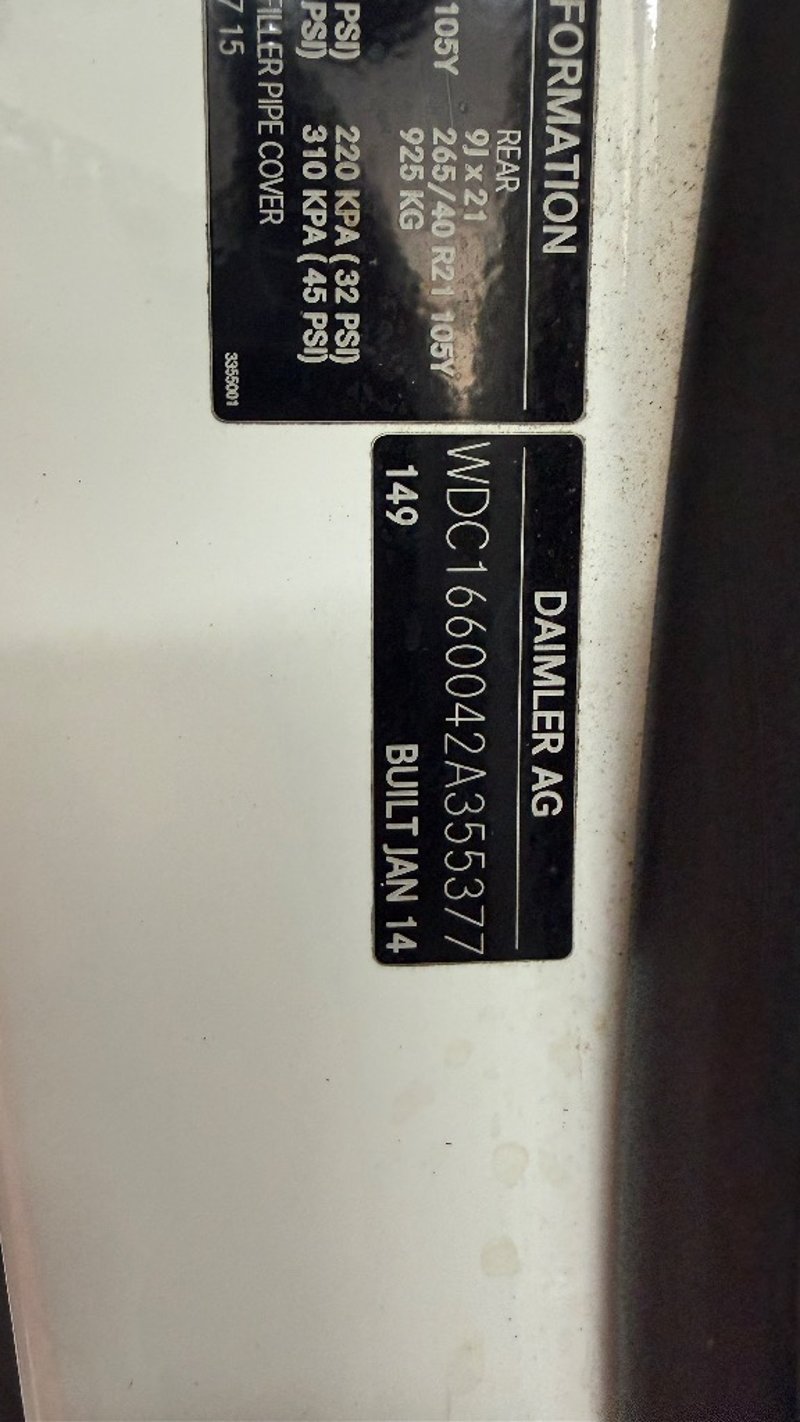 FORMATION
REAR
9J x 21
105Y 265/40 R21 105Y
925 KG
PSI) 220 KPA ( 32 PSI)
PSI) 310 KPA ( 45 PSI)
FILLER PIPE COVER
7 15
3355001
DAIMLER AG
WDC1660042A355377
149 BUILT JAN 14